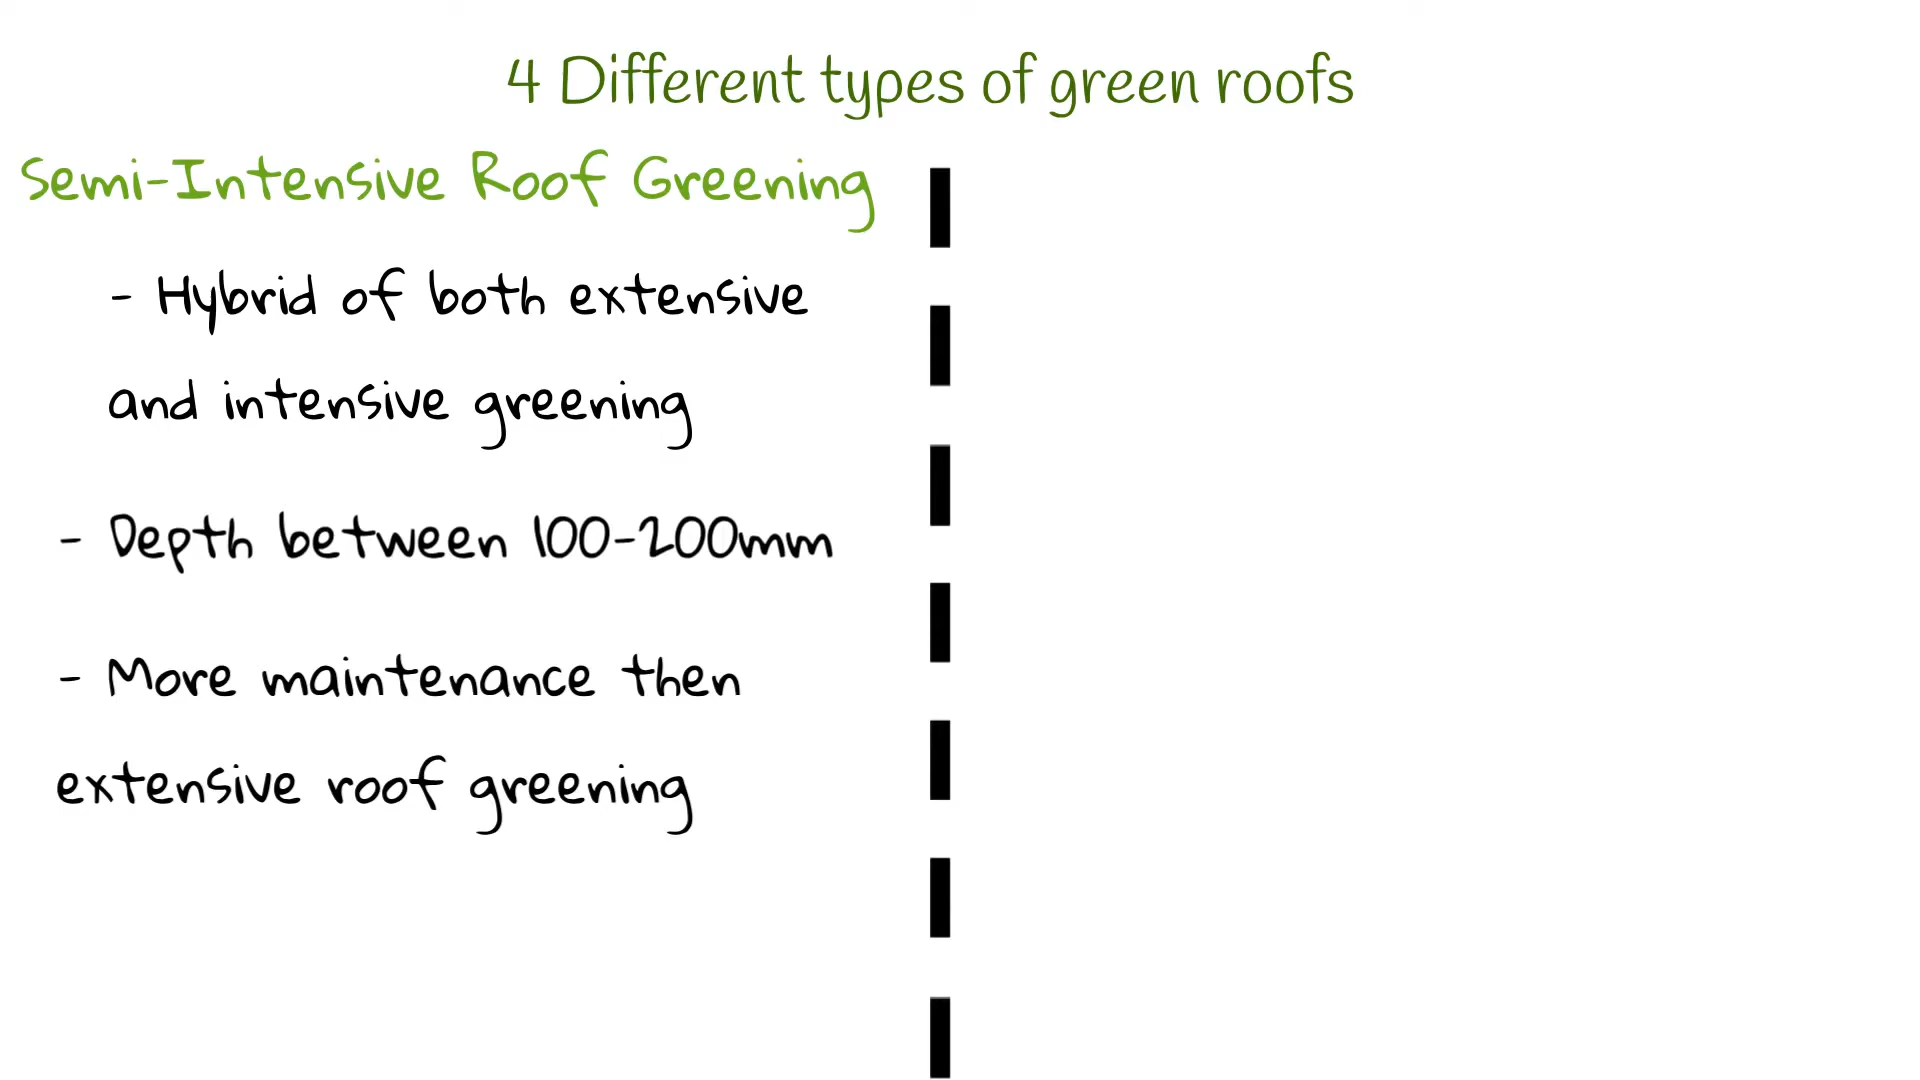 4 Different types of green roofs
Semi-Intensive Roof Greening
- Hybrid of both extensive
and intensive greening
- Depth between 100-200mm
- More maintenance then
extensive roof greening